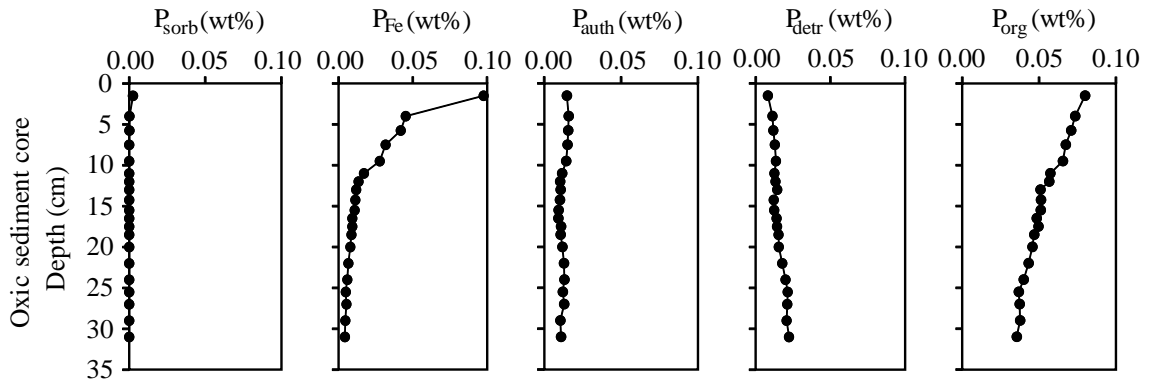 P_sorb (wt%) P_Fe (wt%) P_auth (wt%) P_detr (wt%) P_org (wt%)
0.00 0.05 0.10 0.00 0.05 0.10 0.00 0.05 0.10 0.00 0.05 0.10 0.00 0.05 0.10
0
5
10
15
20
25
30
35
Oxic sediment core
Depth (cm)